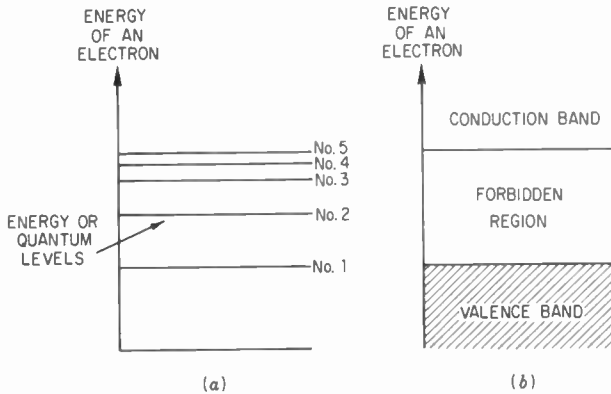 ENERGY
OF AN
ELECTRON
No. 5
No. 4
No. 3
No. 2
No. 1
ENERGY OR
QUANTUM
LEVELS
(a)
ENERGY
OF AN
ELECTRON
CONDUCTION BAND
FORBIDDEN
REGION
VALENCE BAND
(b)